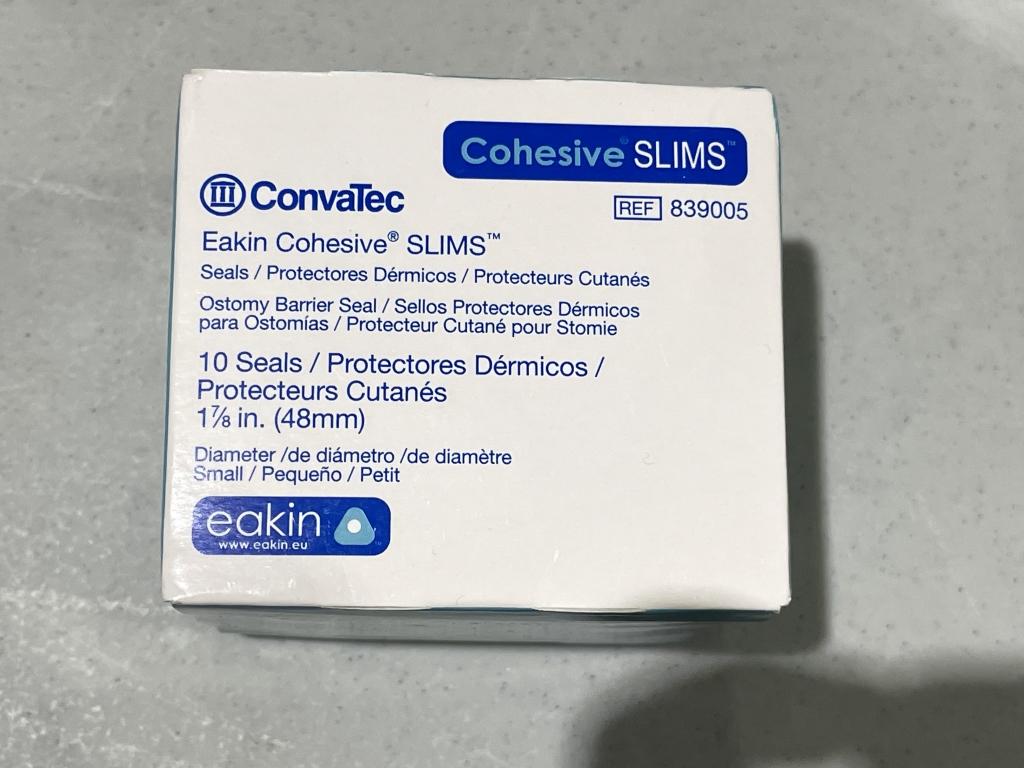 Cohesive® SLIMS™
ConvaTec
REF 839005
Eakin Cohesive® SLIMS™
Seals / Protectores Dérmicos / Protecteurs Cutanés
Ostomy Barrier Seal / Sellos Protectores Dérmicos
para Ostomías / Protecteur Cutané pour Stomie
10 Seals / Protectores Dérmicos /
Protecteurs Cutanés
1⅞ in. (48mm)
Diameter /de diámetro /de diamètre
Small / Pequeño / Petit
eakin
www.eakin.eu